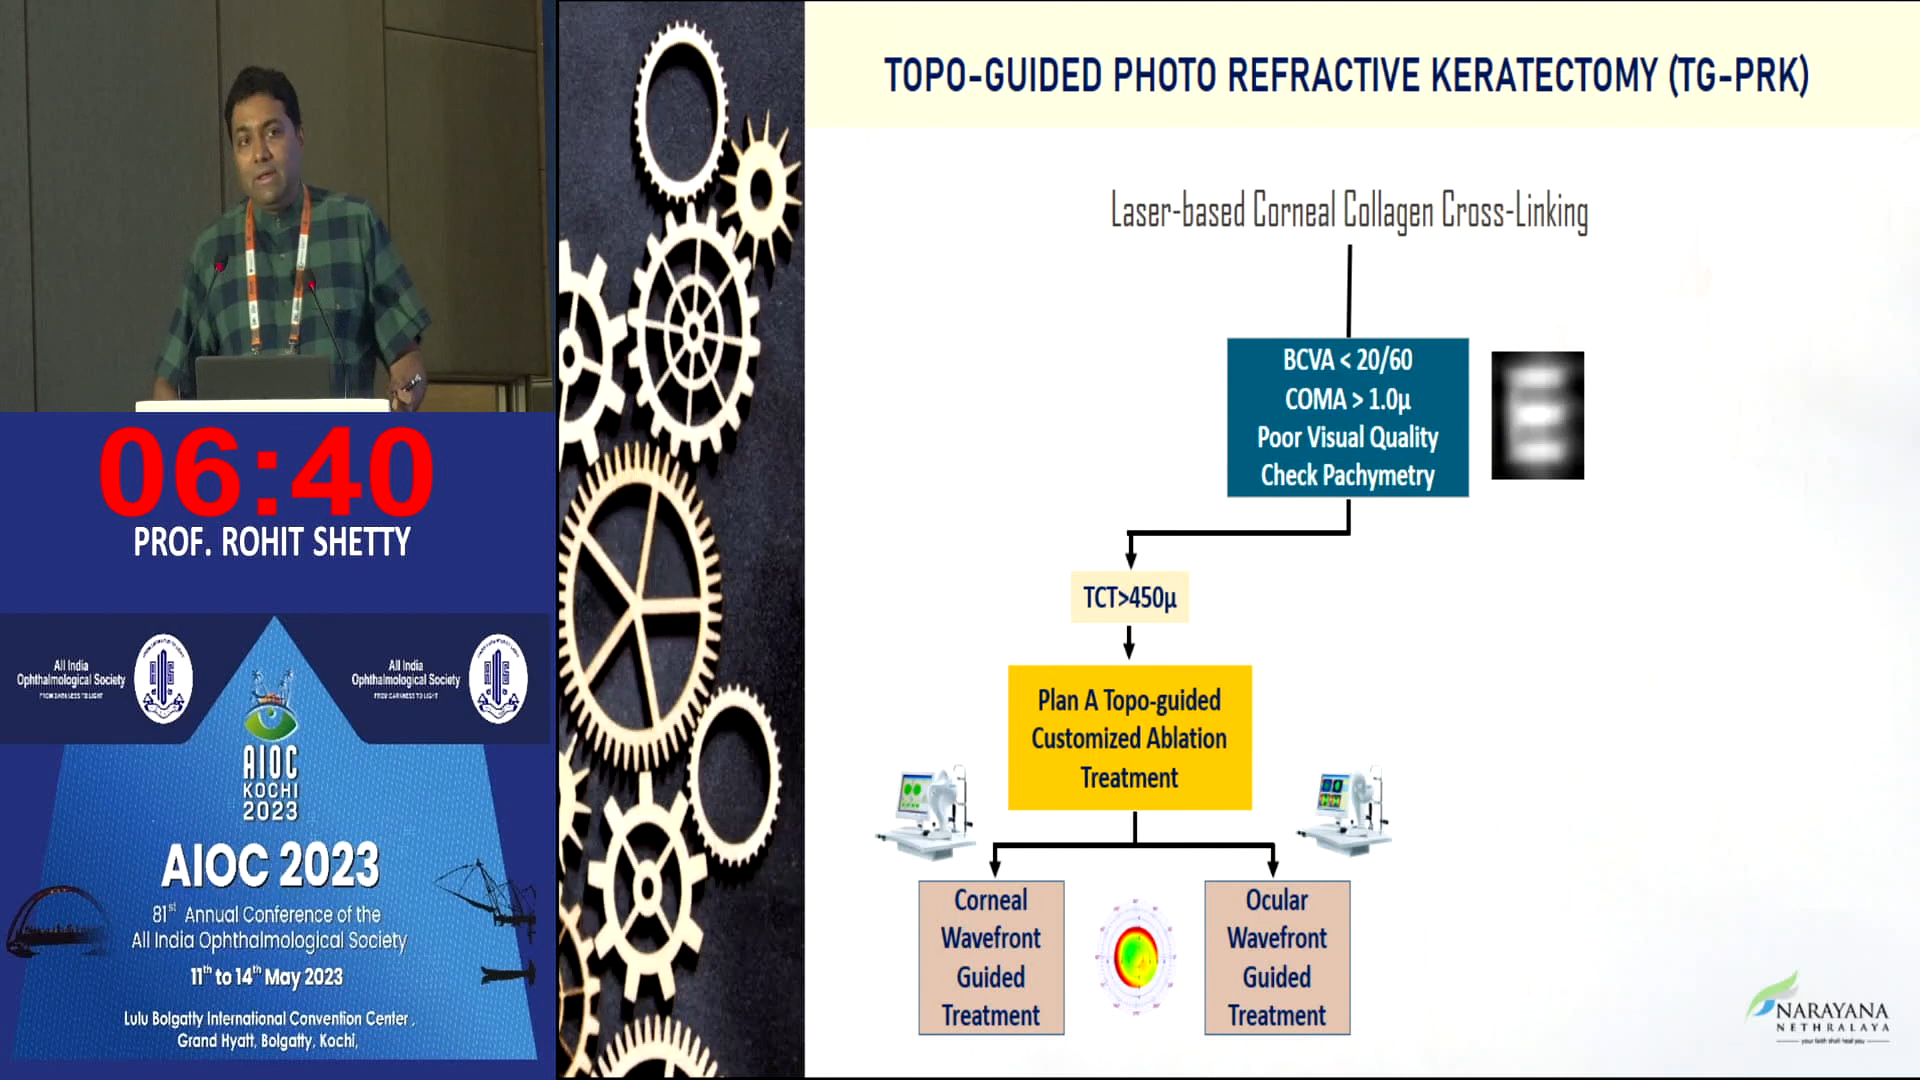 06:40
PROF. ROHIT SHETTY
All India
Ophthalmological Society
FROM DARKNESS TO LIGHT
All India
Ophthalmological Society
FROM DARKNESS TO LIGHT
AIOC
KOCHI
2023
AIOC 2023
81st Annual Conference of the
All India Ophthalmological Society
11th to 14th May 2023
Lulu Bolgatty International Convention Center ,
Grand Hyatt, Bolgatty, Kochi,
TOPO-GUIDED PHOTO REFRACTIVE KERATECTOMY (TG-PRK)
Laser-based Corneal Collagen Cross-Linking
BCVA < 20/60
COMA > 1.0µ
Poor Visual Quality
Check Pachymetry
E
TCT>450µ
Plan A Topo-guided
Customized Ablation
Treatment
Corneal
Wavefront
Guided
Treatment
Ocular
Wavefront
Guided
Treatment
NARAYANA
NETHRALAYA
your faith shall heal you